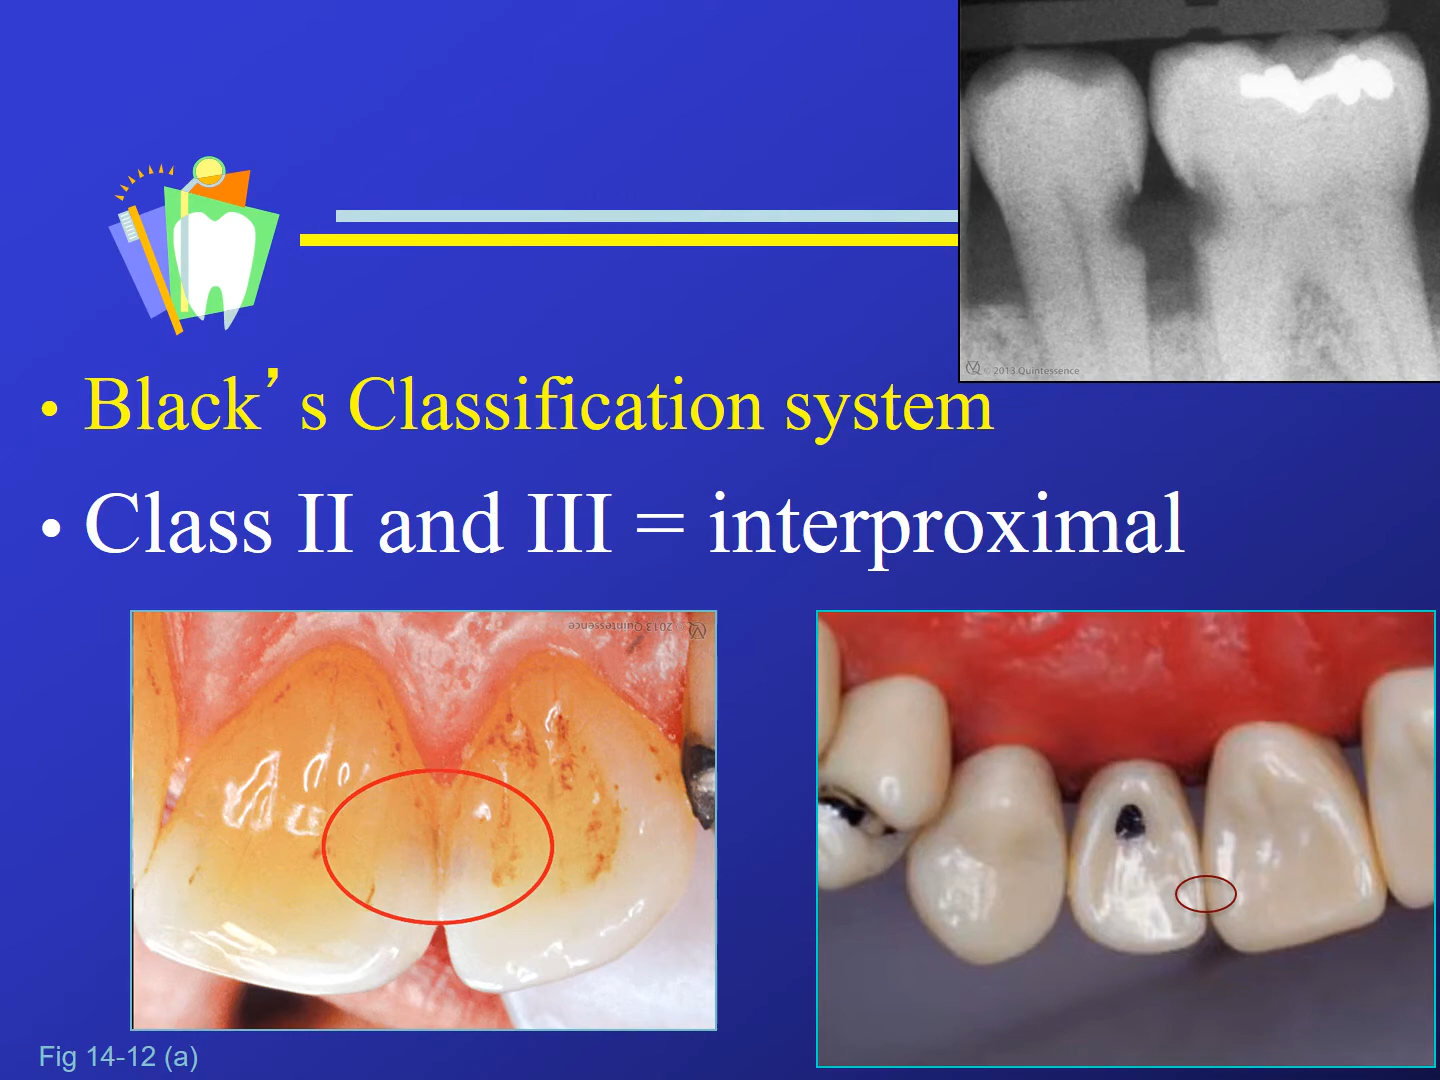 © 2013 Quintessence
• Black’s Classification system
• Class II and III = interproximal
© 2013 Quintessence
Fig 14-12 (a)